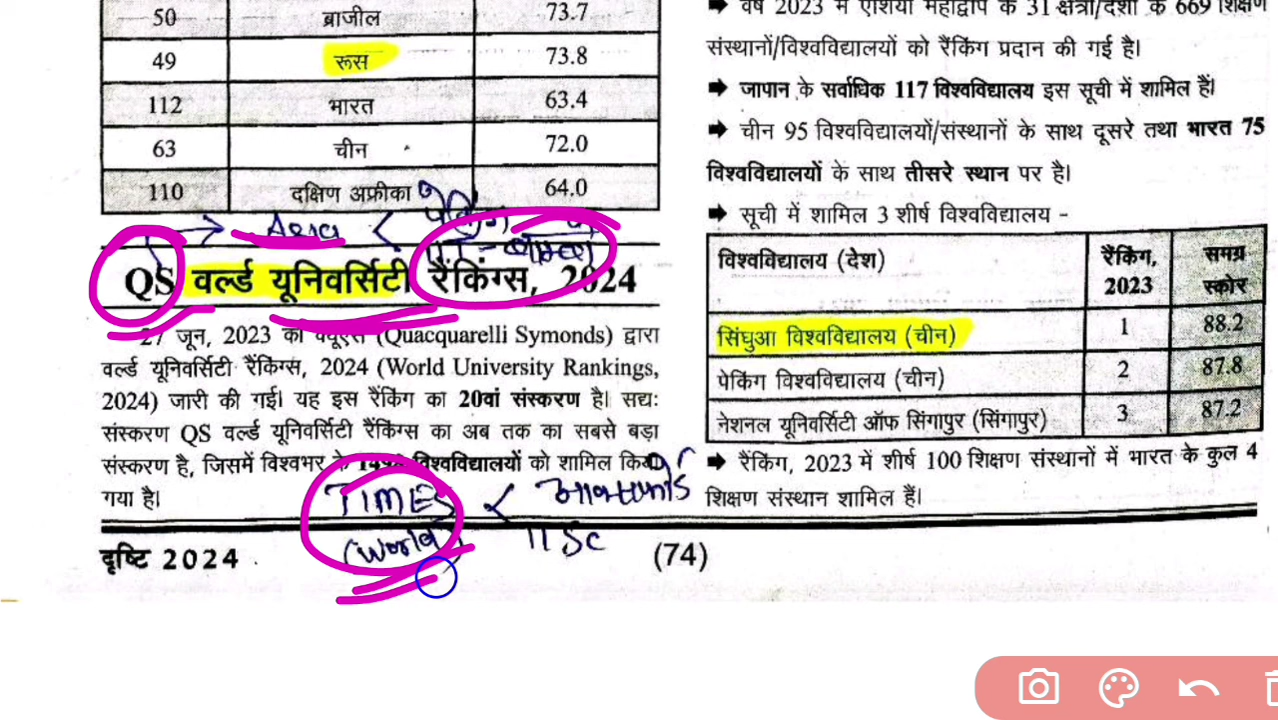 50 ब्राजील 73.7
49 रूस 73.8
112 भारत 63.4
63 चीन 72.0
110 दक्षिण अफ्रीका 64.0
Asia
QS वर्ल्ड यूनिवर्सिटी रैंकिंग्स, 2024
27 जून, 2023 को क्यूएस (Quacquarelli Symonds) द्वारा
वर्ल्ड यूनिवर्सिटी रैंकिंग्स, 2024 (World University Rankings,
2024) जारी की गई। यह इस रैंकिंग का 20वां संस्करण है। सद्यः
संस्करण QS वर्ल्ड यूनिवर्सिटी रैंकिंग्स का अब तक का सबसे बड़ा
संस्करण है, जिसमें विश्वभर के विश्वविद्यालयों को शामिल किया
गया है।
TIMES
(World) IISc
दृष्टि 2024
(74)
➡ वर्ष 2023 में एशिया महाद्वीप के 31 क्षेत्रों/देशों के 669 शिक्षण
संस्थानों/विश्वविद्यालयों को रैंकिंग प्रदान की गई है।
➡ जापान के सर्वाधिक 117 विश्वविद्यालय इस सूची में शामिल हैं।
➡ चीन 95 विश्वविद्यालयों/संस्थानों के साथ दूसरे तथा भारत 75
विश्वविद्यालयों के साथ तीसरे स्थान पर है।
➡ सूची में शामिल 3 शीर्ष विश्वविद्यालय -
विश्वविद्यालय (देश) रैंकिंग, 2023 समग्र स्कोर
सिंघुआ विश्वविद्यालय (चीन) 1 88.2
पेकिंग विश्वविद्यालय (चीन) 2 87.8
नेशनल यूनिर्सिटी ऑफ सिंगापुर (सिंगापुर) 3 87.2
➡ रैंकिंग, 2023 में शीर्ष 100 शिक्षण संस्थानों में भारत के कुल 4
शिक्षण संस्थान शामिल हैं।